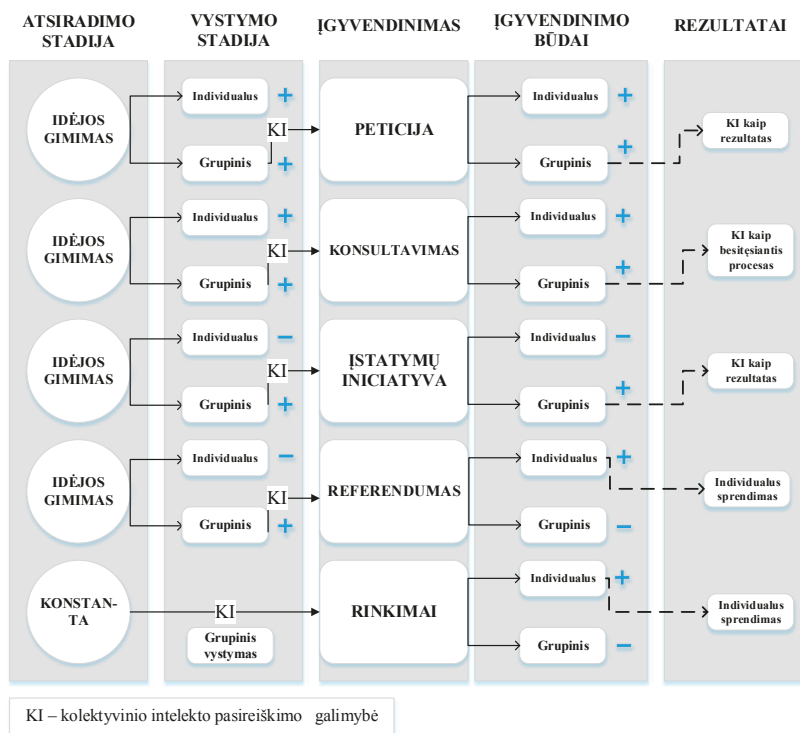 ATSIRADIMO
STADIJA
VYSTYMO
STADIJA
ĮGYVENDINIMAS
ĮGYVENDINIMO
BŪDAI
REZULTATAI
IDĖJOS
GIMIMAS
Individualus +
KI
Grupinis +
PETICIJA
Individualus +
Grupinis +
KI kaip
rezultatas
IDĖJOS
GIMIMAS
Individualus +
KI
Grupinis +
KONSULTAVIMAS
Individualus +
Grupinis +
KI kaip
besitęsiantis
procesas
IDĖJOS
GIMIMAS
Individualus –
KI
Grupinis +
ĮSTATYMŲ
INICIATYVA
Individualus –
Grupinis +
KI kaip
rezultatas
IDĖJOS
GIMIMAS
Individualus –
KI
Grupinis +
REFERENDUMAS
Individualus +
Grupinis –
Individualus
sprendimas
KONSTAN-
TA
KI
Grupinis
vystymas
RINKIMAI
Individualus +
Grupinis –
Individualus
sprendimas
KI – kolektyvinio intelekto pasireiškimo galimybė